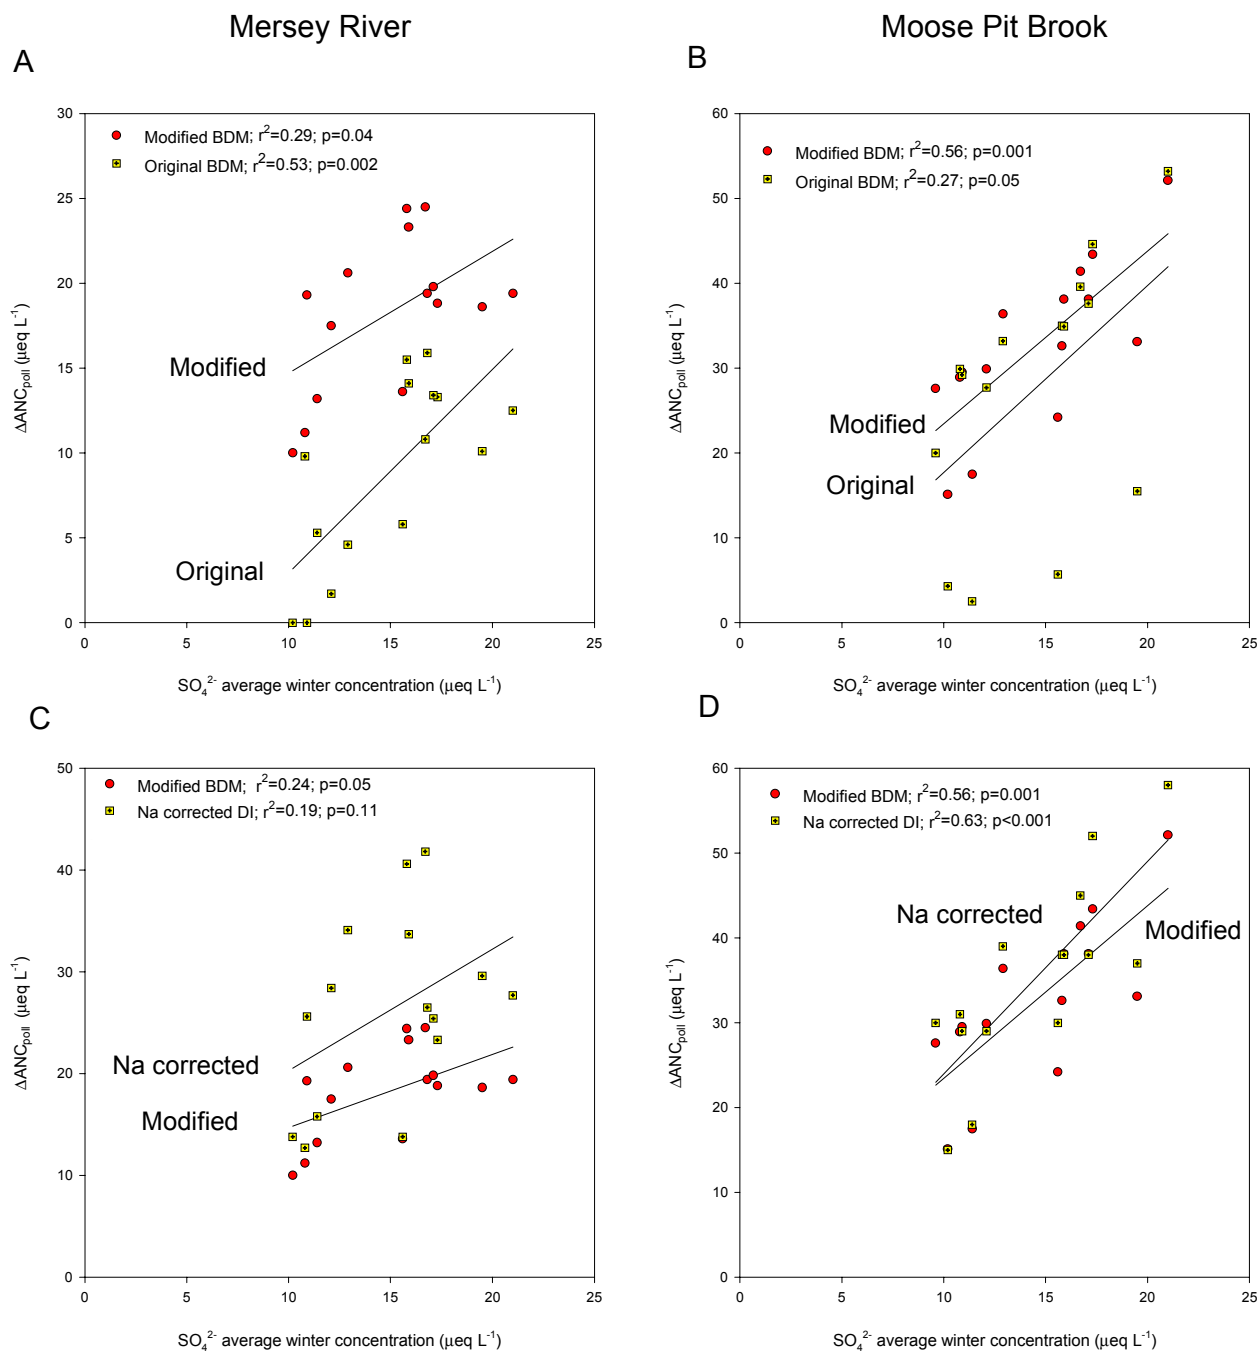 Mersey River
Moose Pit Brook
A
30
25
20
15
10
5
0
0
5
10
15
20
25
ΔANCpoll (μeq L⁻¹)
SO₄²⁻ average winter concentration (μeq L⁻¹)
Modified BDM; r²=0.29; p=0.04
Original BDM; r²=0.53; p=0.002
Modified
Original
B
60
50
40
30
20
10
0
0
5
10
15
20
25
ΔANCpoll (μeq L⁻¹)
SO₄²⁻ average winter concentration (μeq L⁻¹)
Modified BDM; r²=0.56; p=0.001
Original BDM; r²=0.27; p=0.05
Modified
Original
C
50
40
30
20
10
0
0
5
10
15
20
25
ΔANCpoll (μeq L⁻¹)
SO₄²⁻ average winter concentration (μeq L⁻¹)
Modified BDM; r²=0.24; p=0.05
Na corrected DI; r²=0.19; p=0.11
Na corrected
Modified
D
60
50
40
30
20
10
0
0
5
10
15
20
25
ΔANCpoll (μeq L⁻¹)
SO₄²⁻ average winter concentration (μeq L⁻¹)
Modified BDM; r²=0.56; p=0.001
Na corrected DI; r²=0.63; p<0.001
Na corrected
Modified